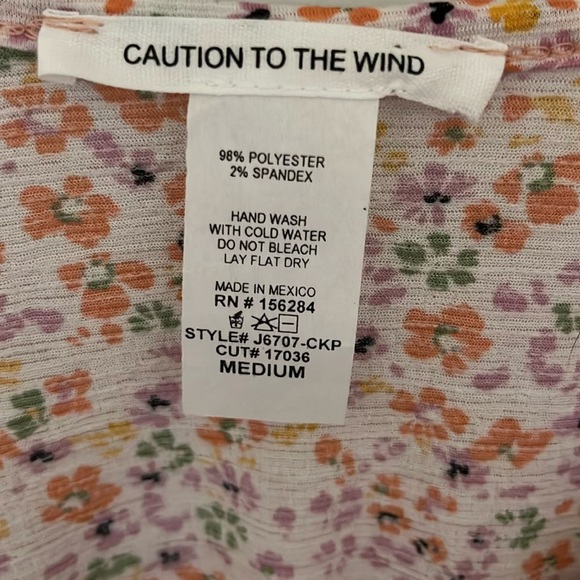 CAUTION TO THE WIND
98% POLYESTER
2% SPANDEX
HAND WASH
WITH COLD WATER
DO NOT BLEACH
LAY FLAT DRY
MADE IN MEXICO
RN # 156284
STYLE# J6707-CKP
CUT# 17036
MEDIUM